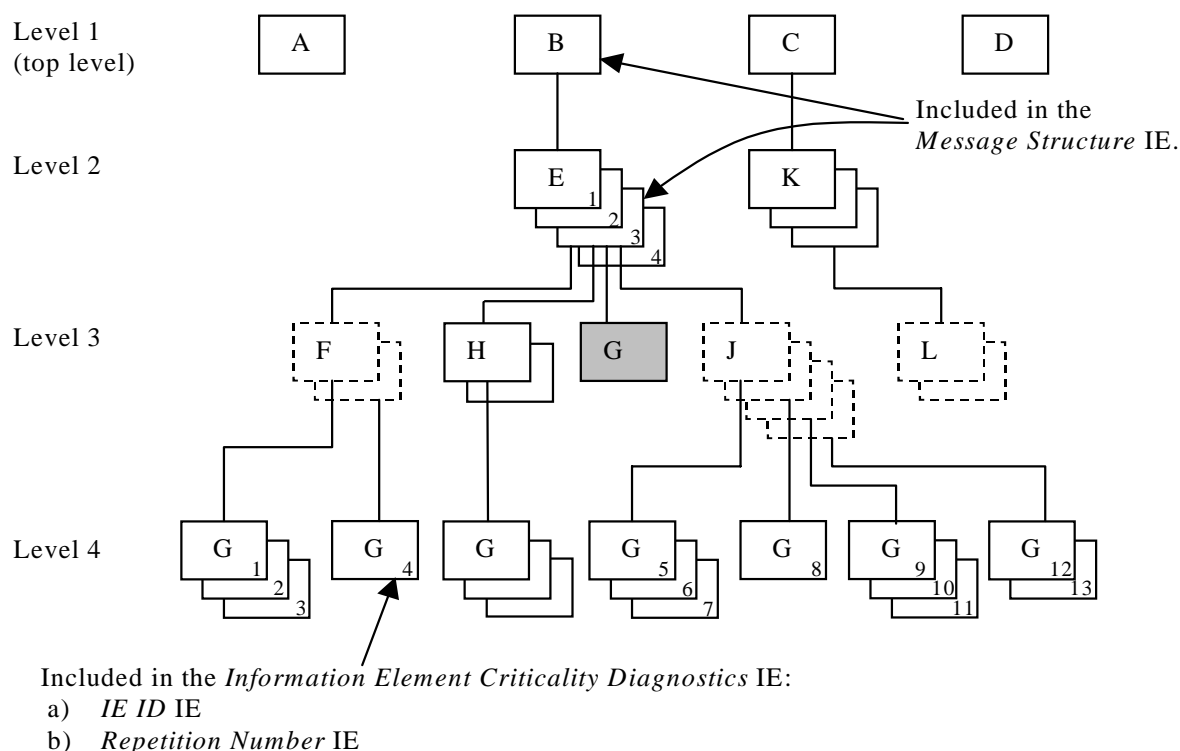 Level 1
(top level)
A B C D
Included in the
Message Structure IE.
Level 2
E K
1
2
3
4
Level 3
F H G J L
Level 4
G G G G G G G
1 4 5 8 9 12
2 6 10 13
3 7 11
Included in the Information Element Criticality Diagnostics IE:
a) IE ID IE
b) Repetition Number IE